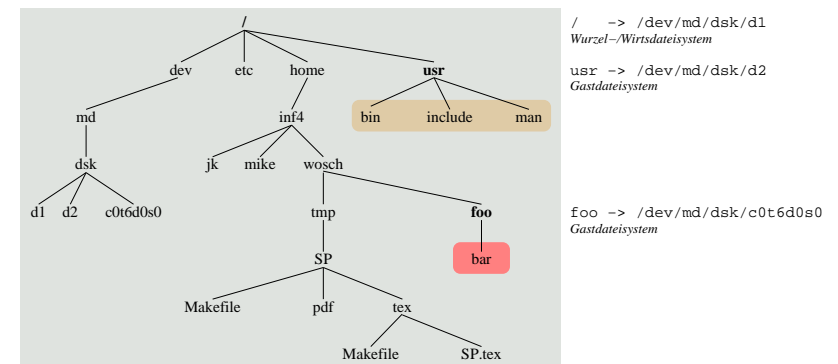 /
/ -> /dev/md/dsk/d1
Wurzel-/Wirtsdateisystem
dev etc home usr
usr -> /dev/md/dsk/d2
Gastdateisystem
md inf4 bin include man
dsk jk mike wosch
d1 d2 c0t6d0s0 tmp foo
foo -> /dev/md/dsk/c0t6d0s0
Gastdateisystem
SP bar
Makefile pdf tex
Makefile SP.tex